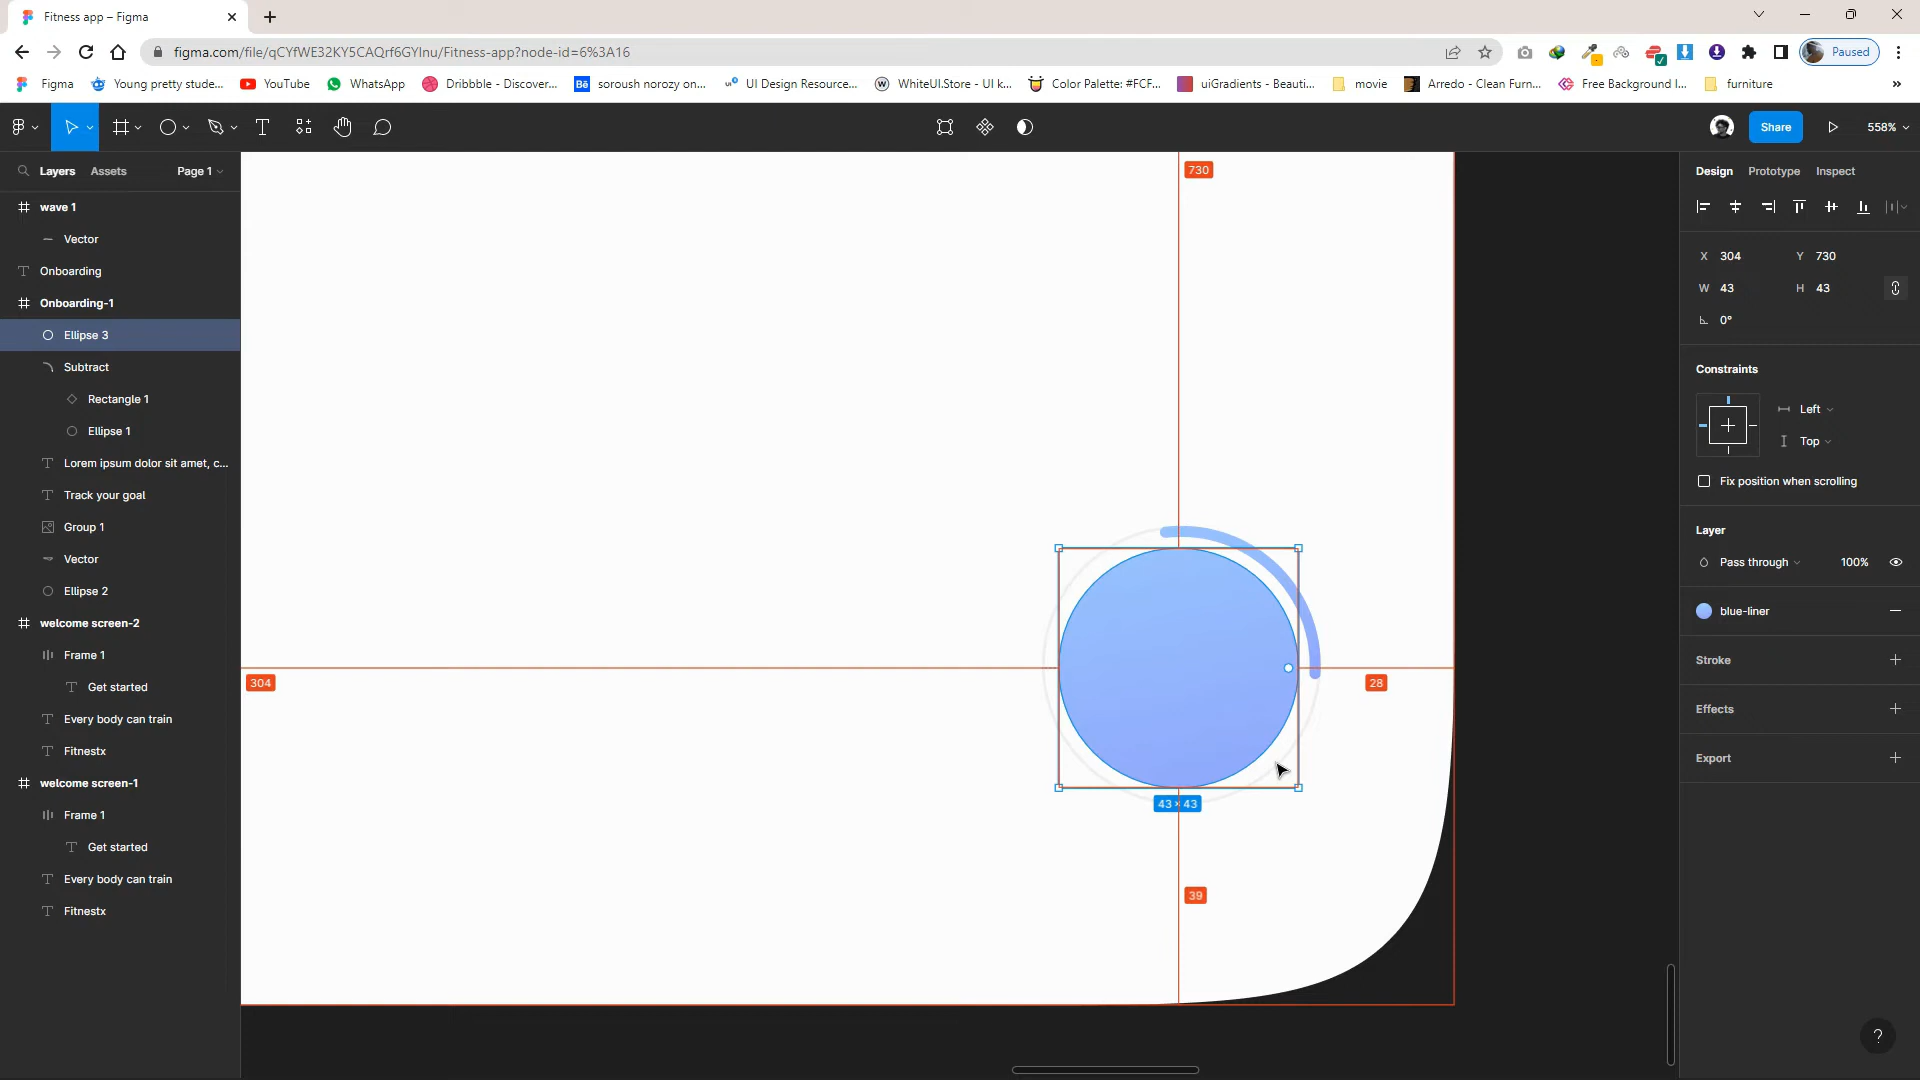 Fitness app – Figma
figma.com/file/qCYfWE32KY5CAQrf6GYlnu/Fitness-app?node-id=6%3A16
Paused
Figma
Young pretty stude...
YouTube
WhatsApp
Dribbble - Discover...
Bē
soroush norozy on...
UI Design Resource...
WhiteUI.Store - UI k...
Color Palette: #FCF...
uiGradients - Beauti...
movie
Arredo - Clean Furn...
Free Background I...
furniture
»
Share
558%
Layers
Assets
Page 1
wave 1
Vector
Onboarding
Onboarding-1
Ellipse 3
Subtract
Rectangle 1
Ellipse 1
Lorem ipsum dolor sit amet, c...
Track your goal
Group 1
Vector
Ellipse 2
welcome screen-2
Frame 1
Get started
Every body can train
Fitnestx
welcome screen-1
Frame 1
Get started
Every body can train
Fitnestx
730
304
28
43 × 43
39
Design
Prototype
Inspect
X 304
Y 730
W 43
H 43
0°
Constraints
Left
Top
Fix position when scrolling
Layer
Pass through
100%
blue-liner
Stroke
Effects
Export
?